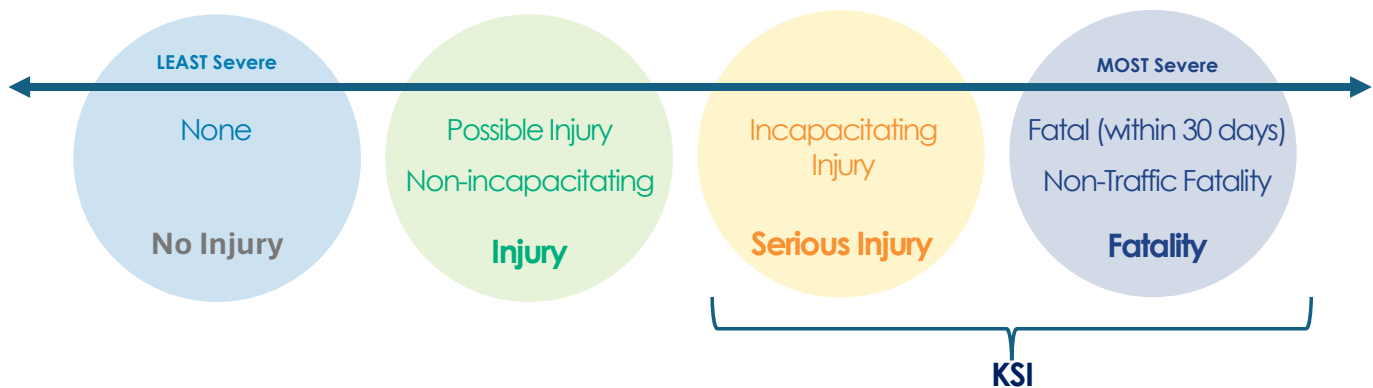 LEAST Severe
MOST Severe
None
Possible Injury
Non-incapacitating
Incapacitating
Injury
Fatal (within 30 days)
Non-Traffic Fatality
No Injury
Injury
Serious Injury
Fatality
KSI